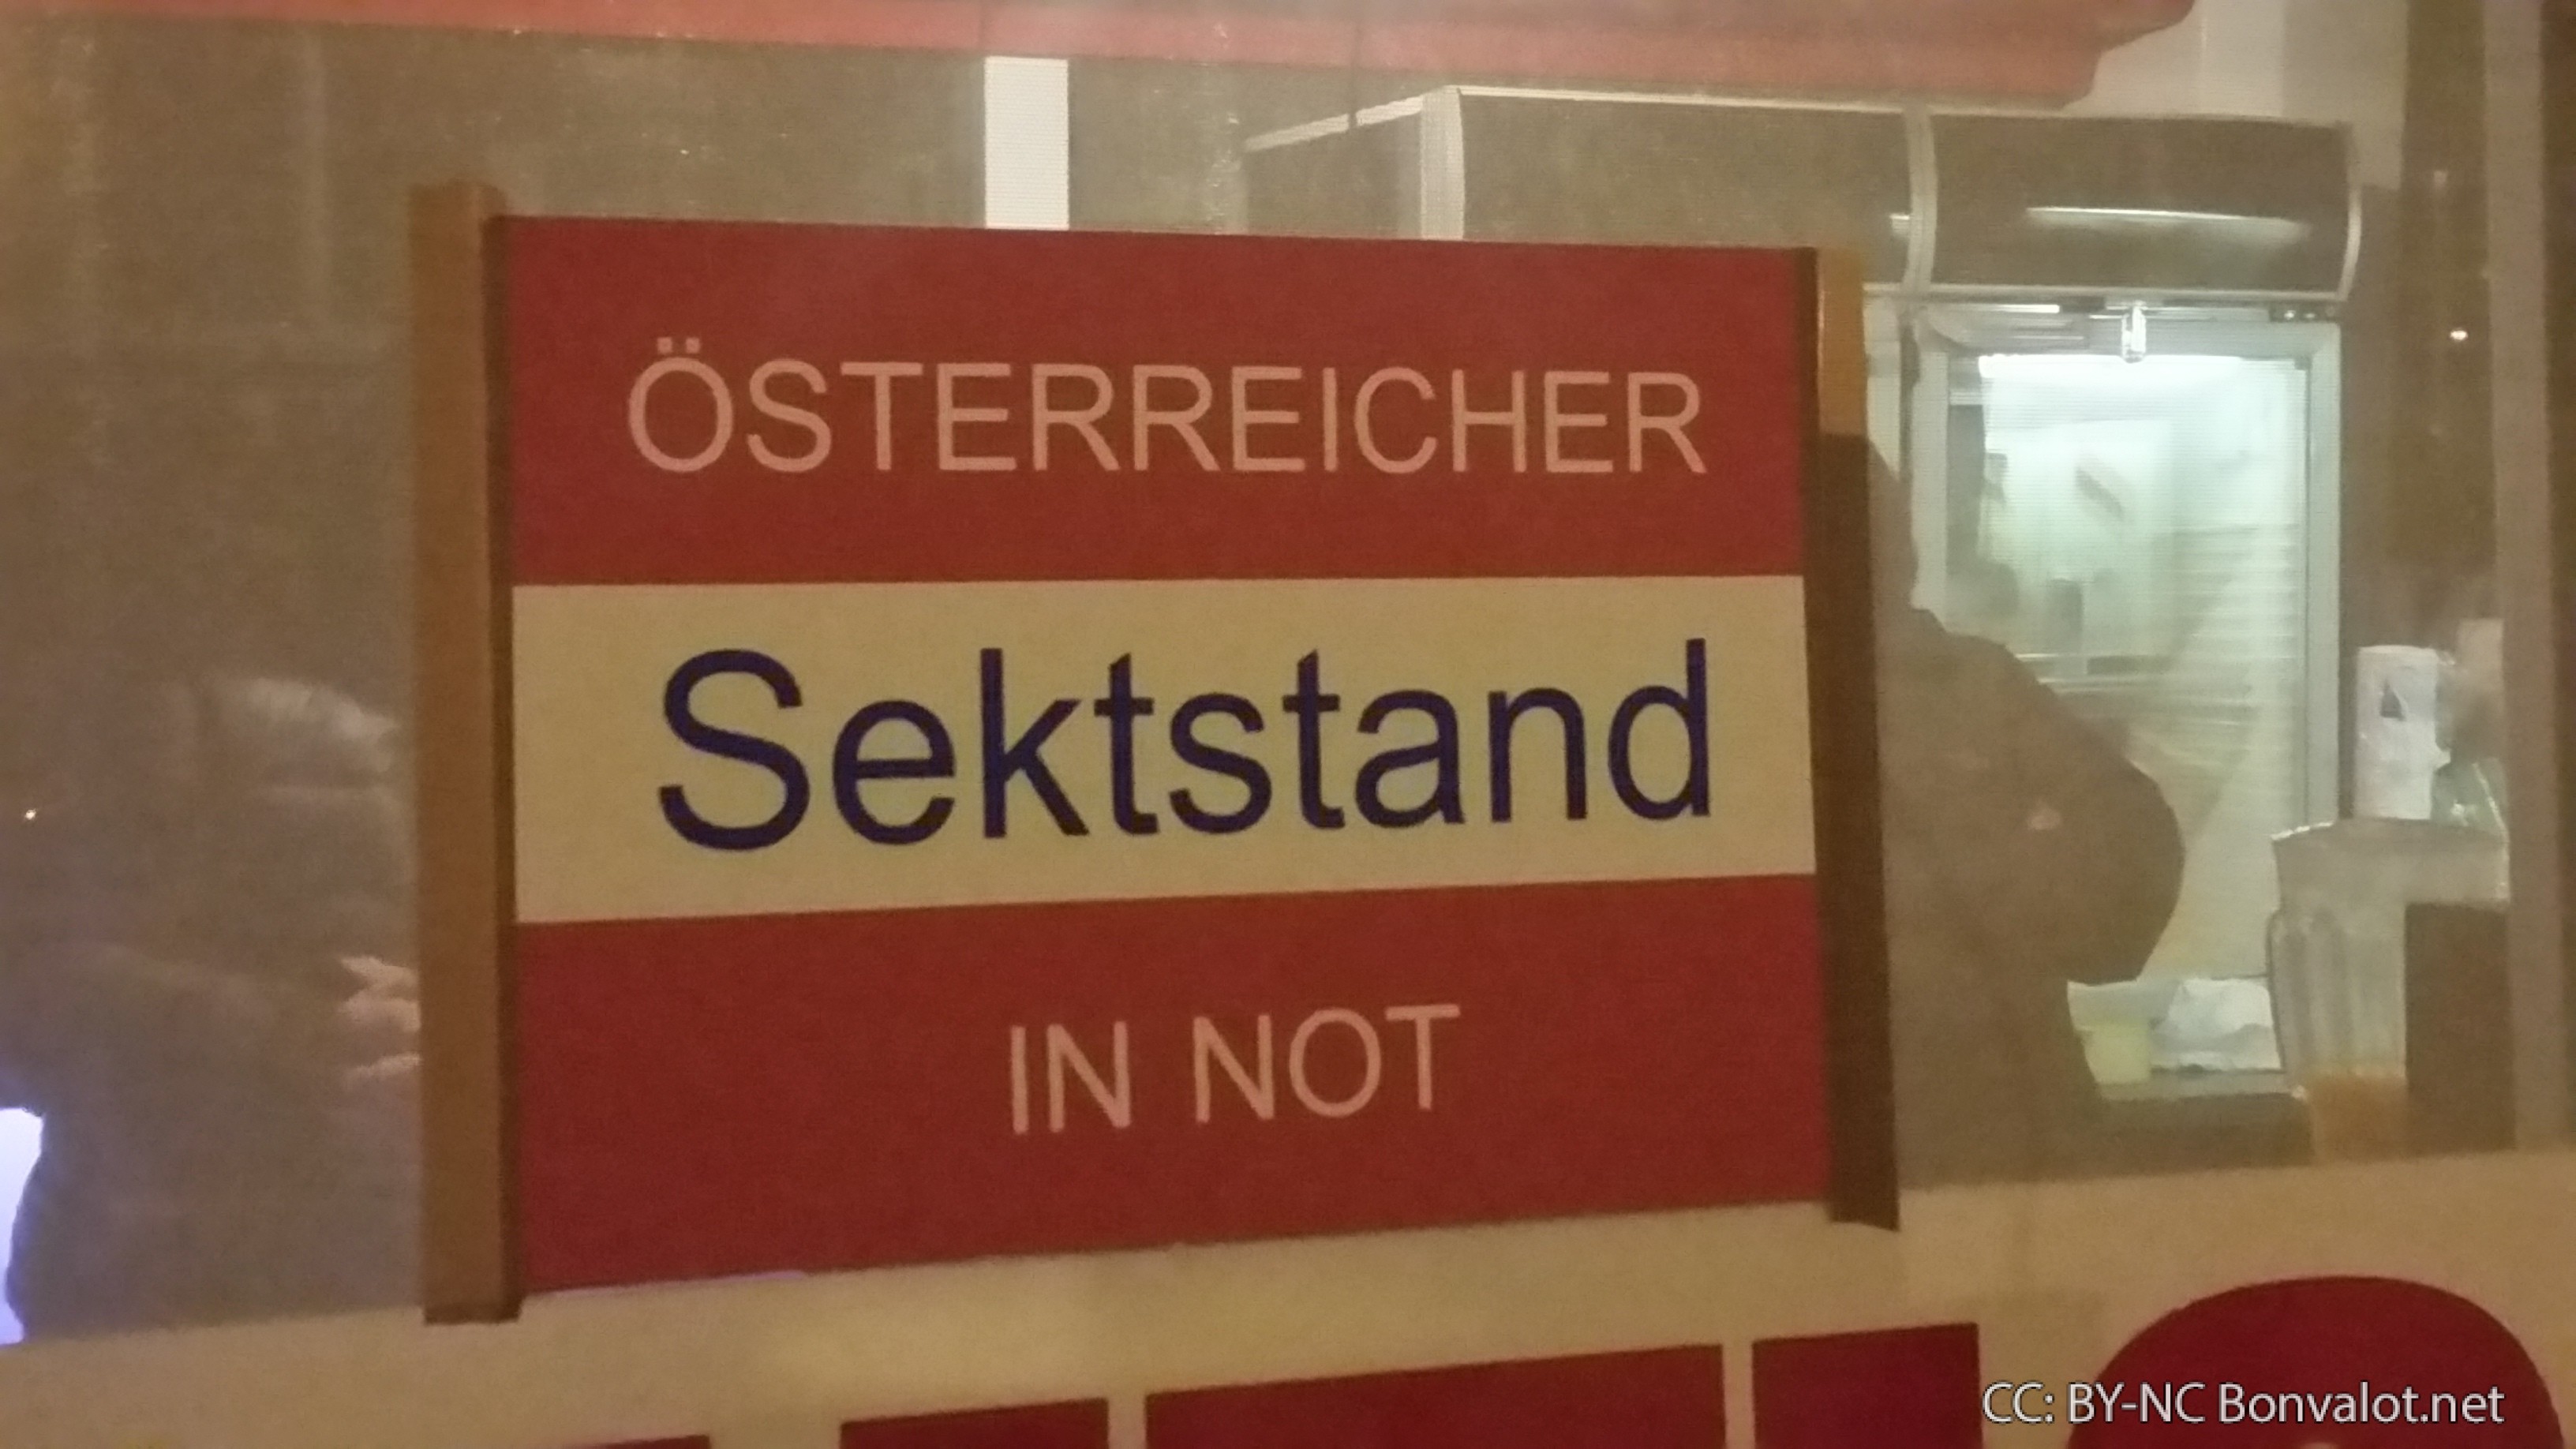 ÖSTERREICHER
Sektstand
IN NOT
CC: BY-NC Bonvalot.net